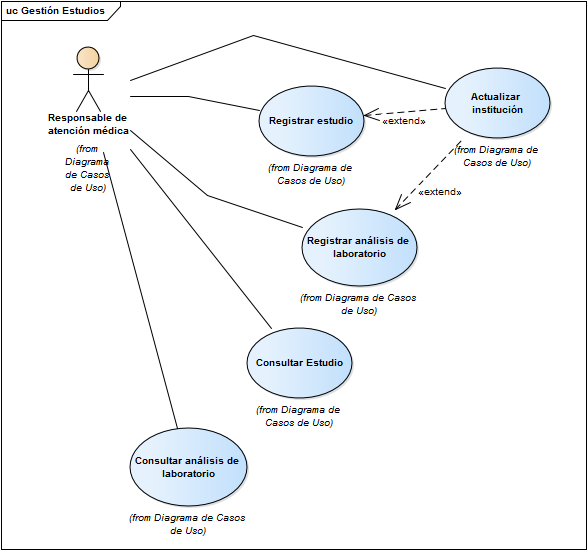 uc Gestión Estudios
Responsable de
atención médica
(from
Diagrama
de Casos
de Uso)
Registrar estudio
(from Diagrama de
Casos de Uso)
«extend»
Actualizar
institución
(from Diagrama de
Casos de Uso)
«extend»
Registrar análisis de
laboratorio
(from Diagrama de Casos
de Uso)
Consultar Estudio
(from Diagrama de
Casos de Uso)
Consultar análisis de
laboratorio
(from Diagrama de Casos
de Uso)